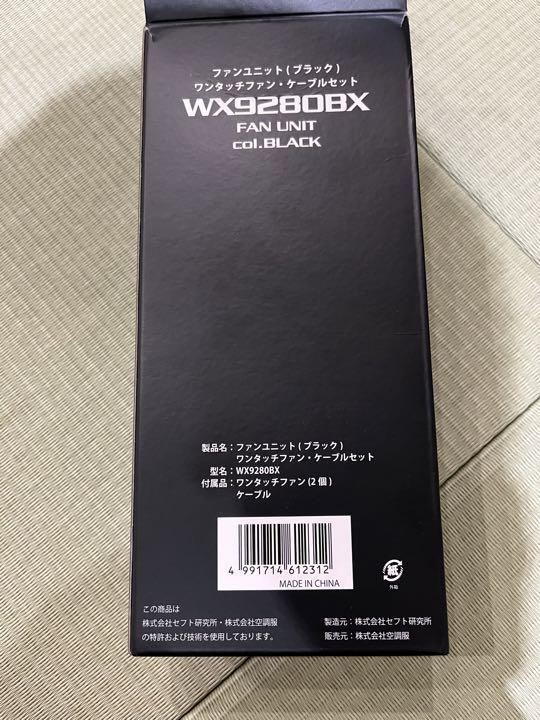 ファンユニット(ブラック)
ワンタッチファン・ケーブルセット
WX9280BX
FAN UNIT
col.BLACK
製品名：ファンユニット(ブラック)
ワンタッチファン・ケーブルセット
型名：WX9280BX
付属品：ワンタッチファン(2個)
ケーブル
4 991714 612312
MADE IN CHINA
紙
外箱
この商品は
株式会社セフト研究所・株式会社空調服
の特許および技術を使用しております。
製造元：株式会社セフト研究所
販売元：株式会社空調服